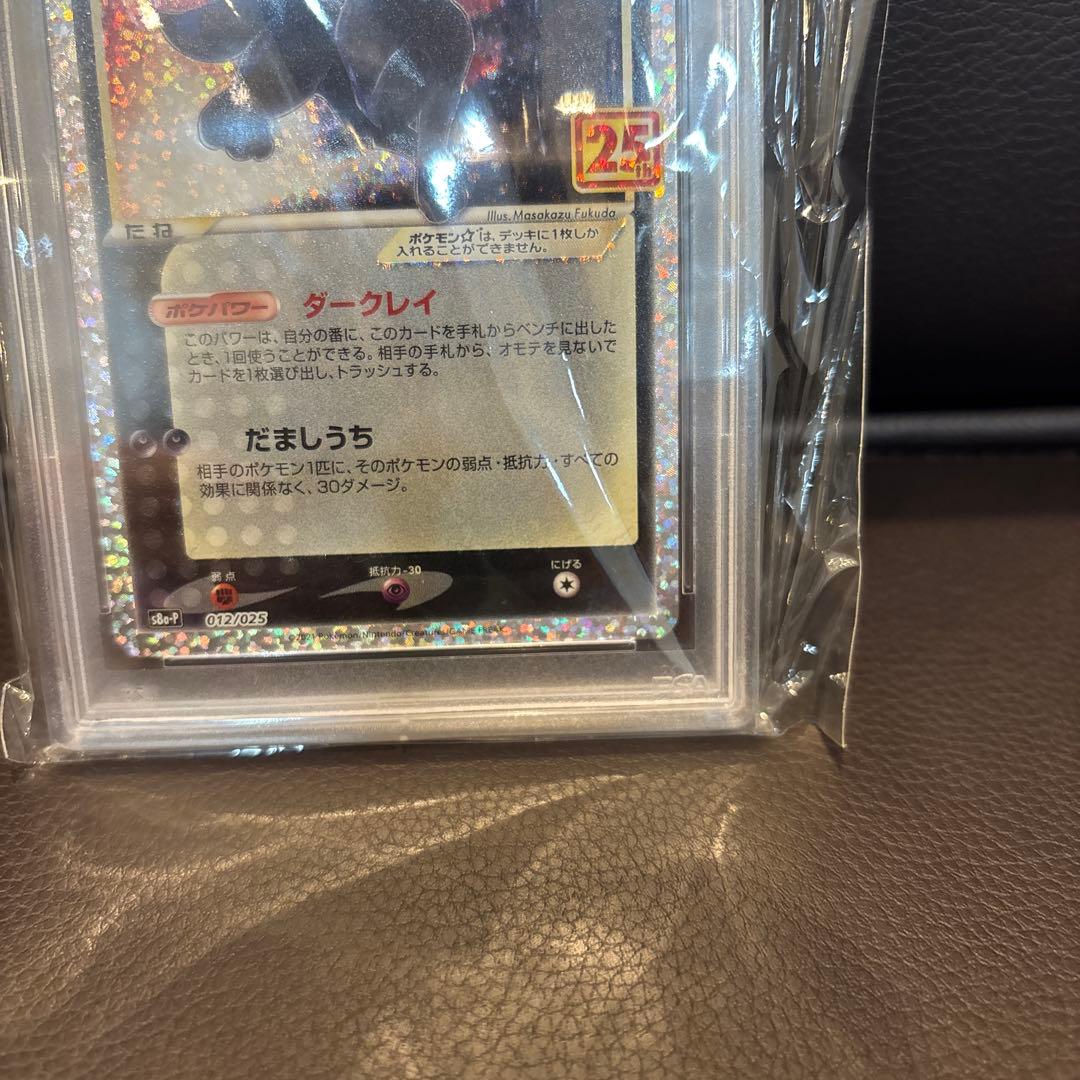 25th
Illus. Masakazu Fukuda
たね
ポケモン☆は、デッキに1枚しか
入れることができません。
ポケパワー ダークレイ
このパワーは、自分の番に、このカードを手札からベンチに出した
とき、1回使うことができる。相手の手札から、オモテを見ないで
カードを1枚選び出し、トラッシュする。
だましうち
相手のポケモン1匹に、そのポケモンの弱点・抵抗力・すべての
効果に関係なく、30ダメージ。
弱点 抵抗力 -30 にげる
s8a-P 012/025
©2021 Pokémon/Nintendo/Creatures/GAME FREAK
PSA